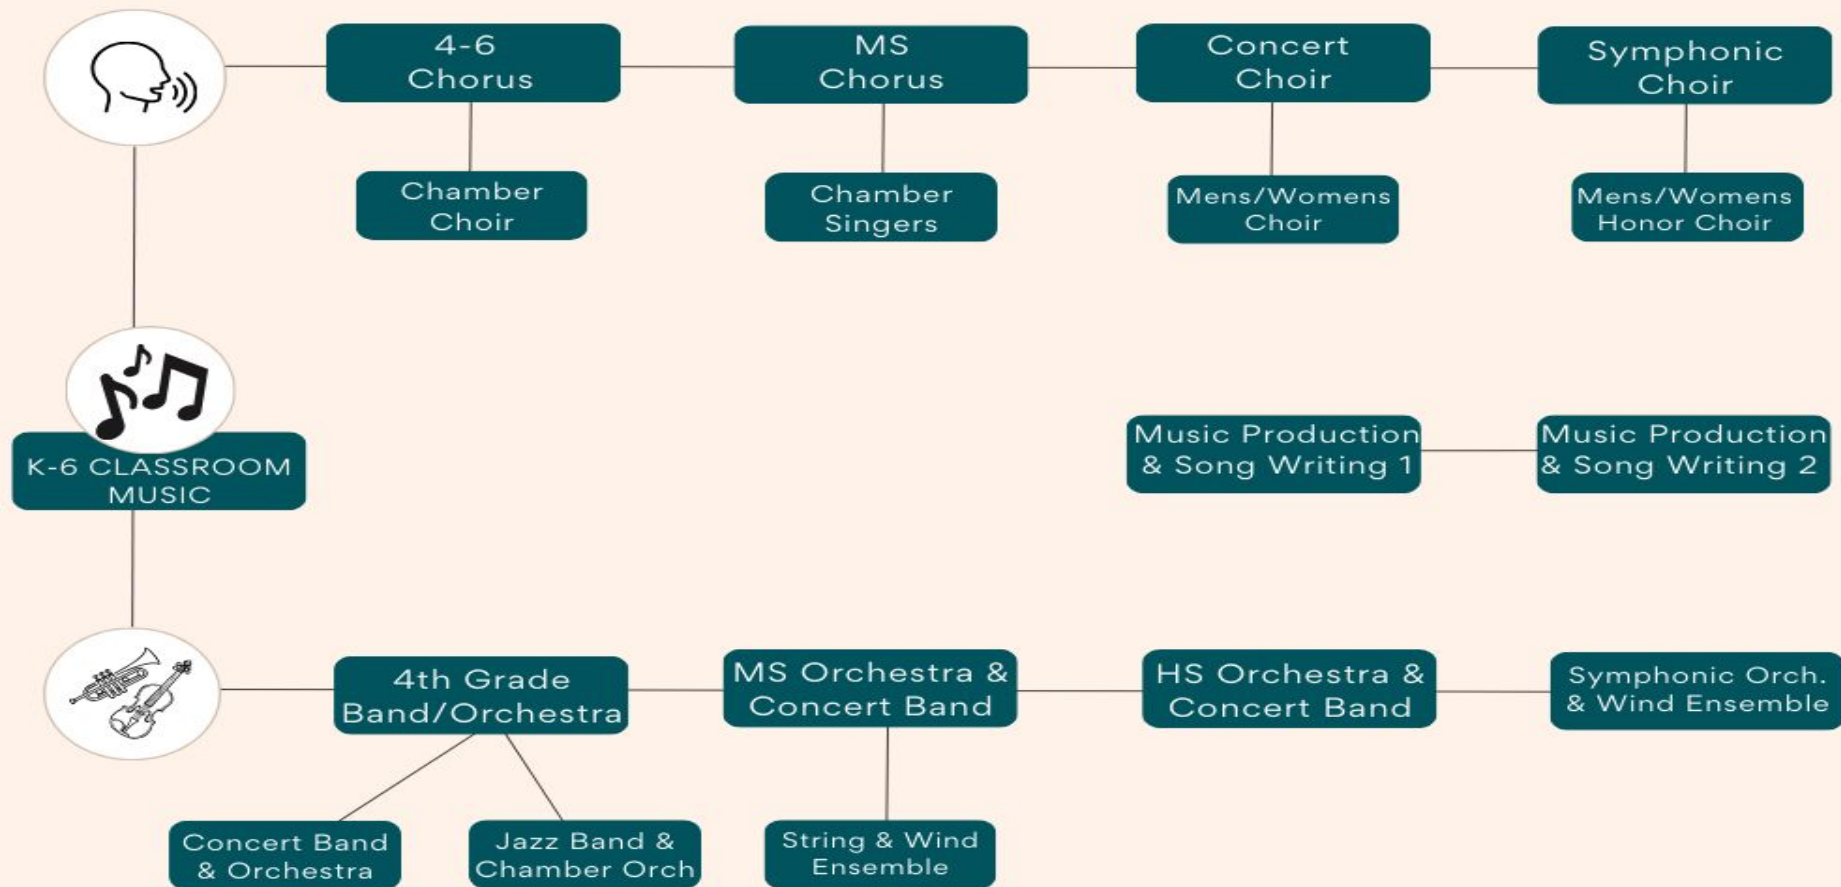 4-6
Chorus
MS
Chorus
Concert
Choir
Symphonic
Choir
Chamber
Choir
Chamber
Singers
Mens/Womens
Choir
Mens/Womens
Honor Choir
K-6 CLASSROOM
MUSIC
Music Production
& Song Writing 1
Music Production
& Song Writing 2
4th Grade
Band/Orchestra
MS Orchestra &
Concert Band
HS Orchestra &
Concert Band
Symphonic Orch.
& Wind Ensemble
Concert Band
& Orchestra
Jazz Band &
Chamber Orch
String & Wind
Ensemble